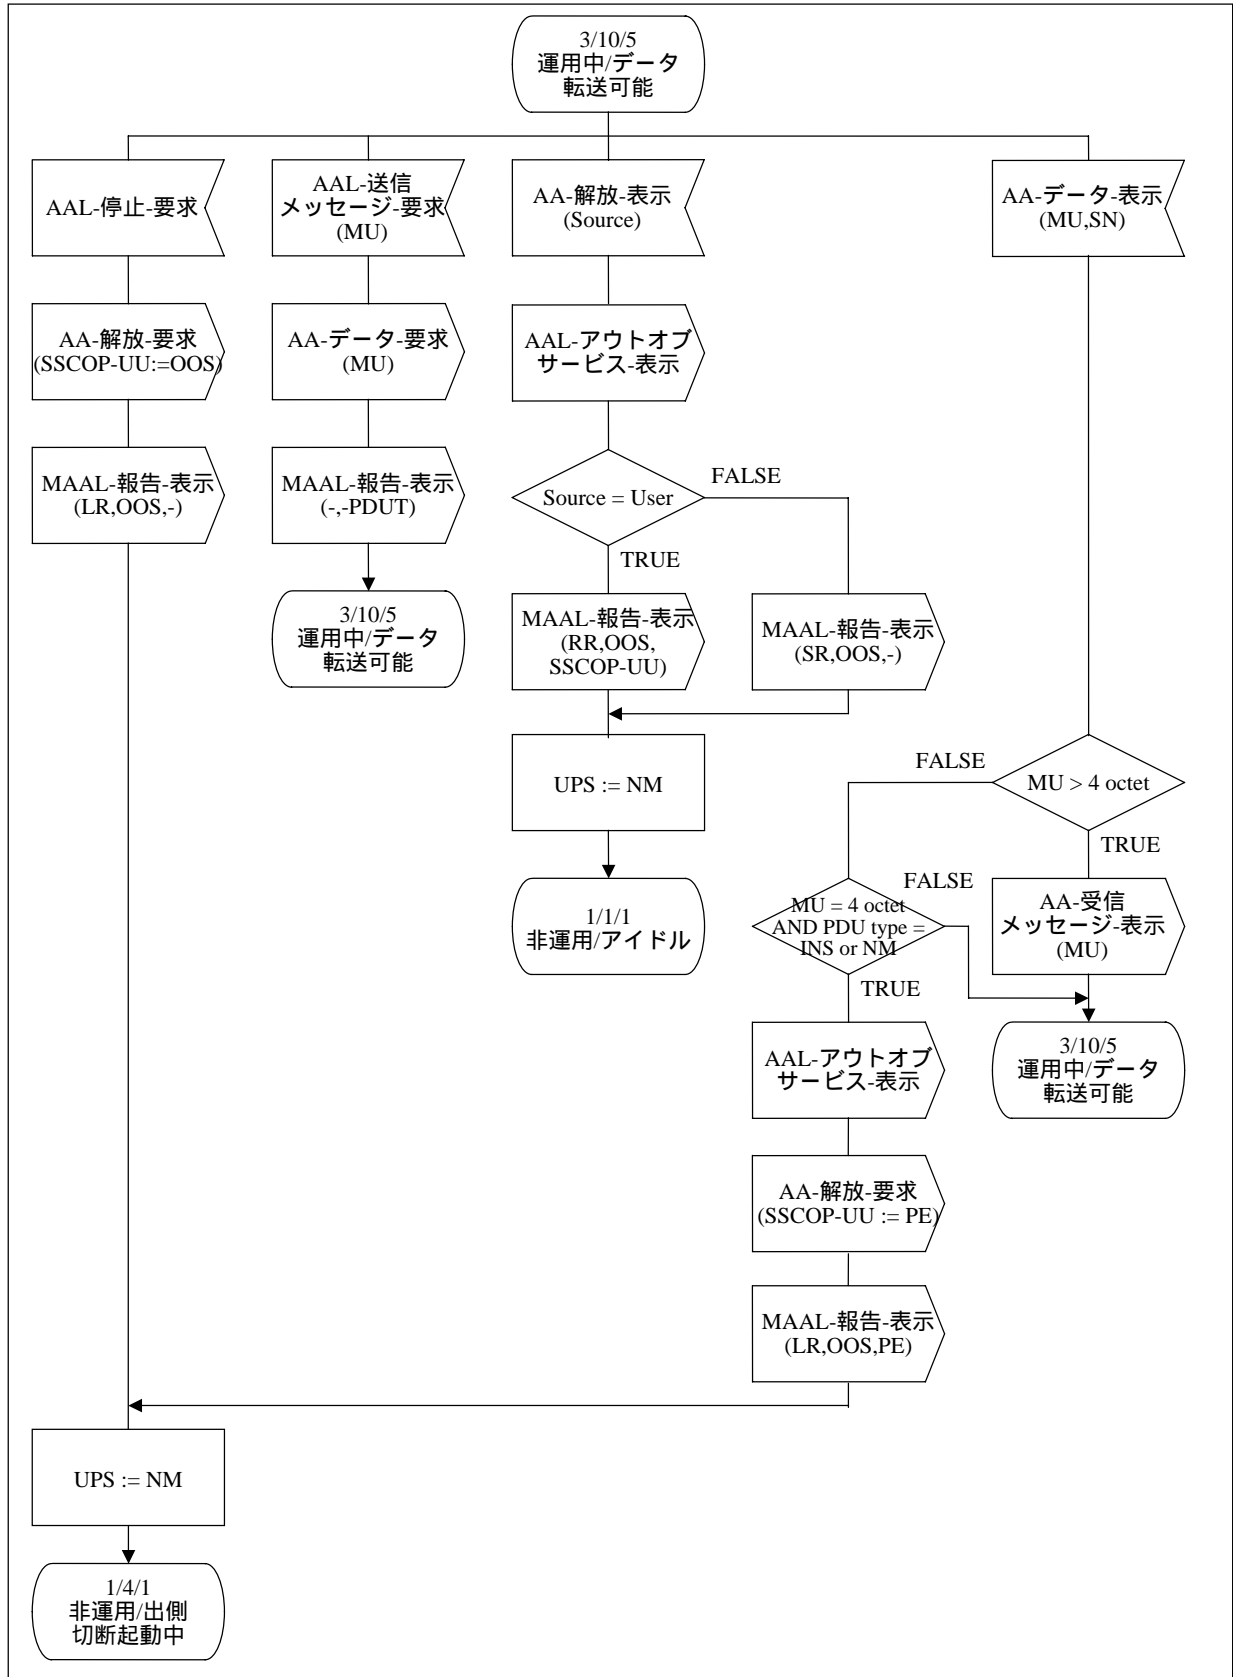 3/10/5
運用中/データ
転送可能
AAL-停止-要求
AA-解放-要求
(SSCOP-UU:=OOS)
MAAL-報告-表示
(LR,OOS,-)
AAL-送信
メッセージ-要求
(MU)
AA-データ-要求
(MU)
MAAL-報告-表示
(-,-PDUT)
3/10/5
運用中/データ
転送可能
AA-解放-表示
(Source)
AAL-アウトオブ
サービス-表示
Source = User
FALSE
TRUE
MAAL-報告-表示
(RR,OOS,
SSCOP-UU)
MAAL-報告-表示
(SR,OOS,-)
UPS := NM
1/1/1
非運用/アイドル
AA-データ-表示
(MU,SN)
MU > 4 octet
FALSE
TRUE
AA-受信
メッセージ-表示
(MU)
3/10/5
運用中/データ
転送可能
MU = 4 octet
AND PDU type =
INS or NM
FALSE
TRUE
AAL-アウトオブ
サービス-表示
AA-解放-要求
(SSCOP-UU := PE)
MAAL-報告-表示
(LR,OOS,PE)
UPS := NM
1/4/1
非運用/出側
切断起動中